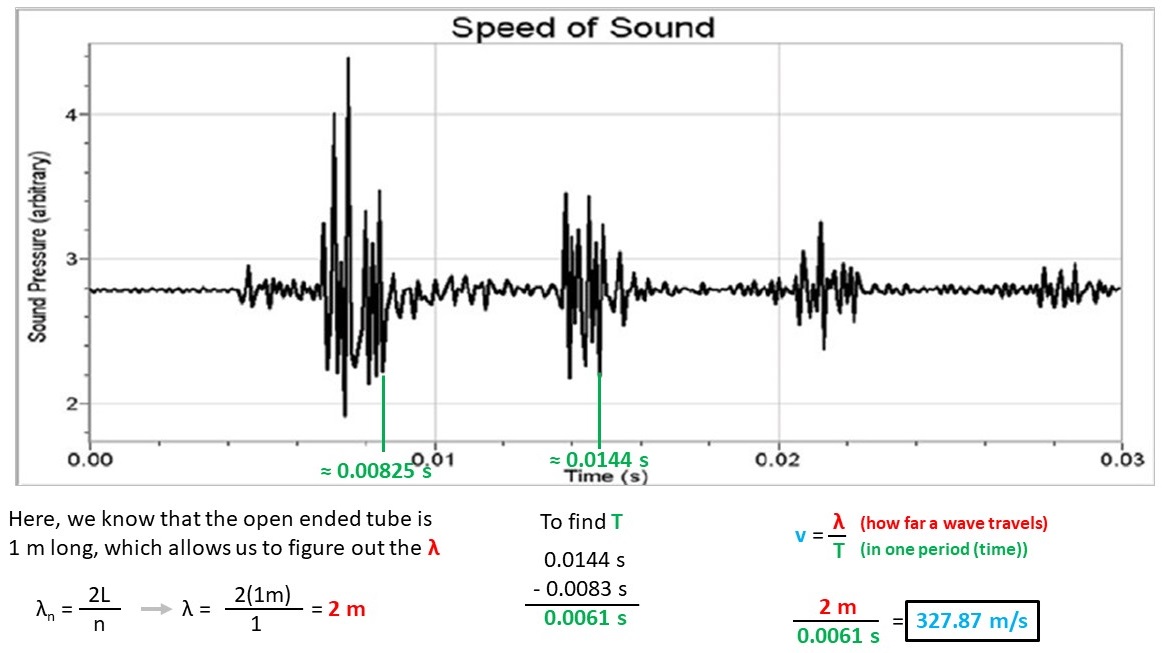 Speed of Sound
Sound Pressure (arbitrary)
4
3
2
0.00
0.01
0.02
0.03
≈ 0.00825 s
≈ 0.0144 s
Time (s)
Here, we know that the open ended tube is
1 m long, which allows us to figure out the λ
λn = 2L / n → λ = 2(1m) / 1 = 2 m
To find T
0.0144 s
- 0.0083 s
0.0061 s
v = λ / T
(how far a wave travels)
(in one period (time))
2 m / 0.0061 s = 327.87 m/s